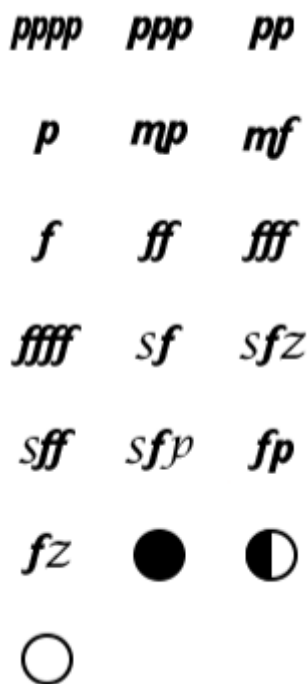 pppp ppp pp
p mp mf
f ff fff
ffff sf sfz
sff sfp fp
fz